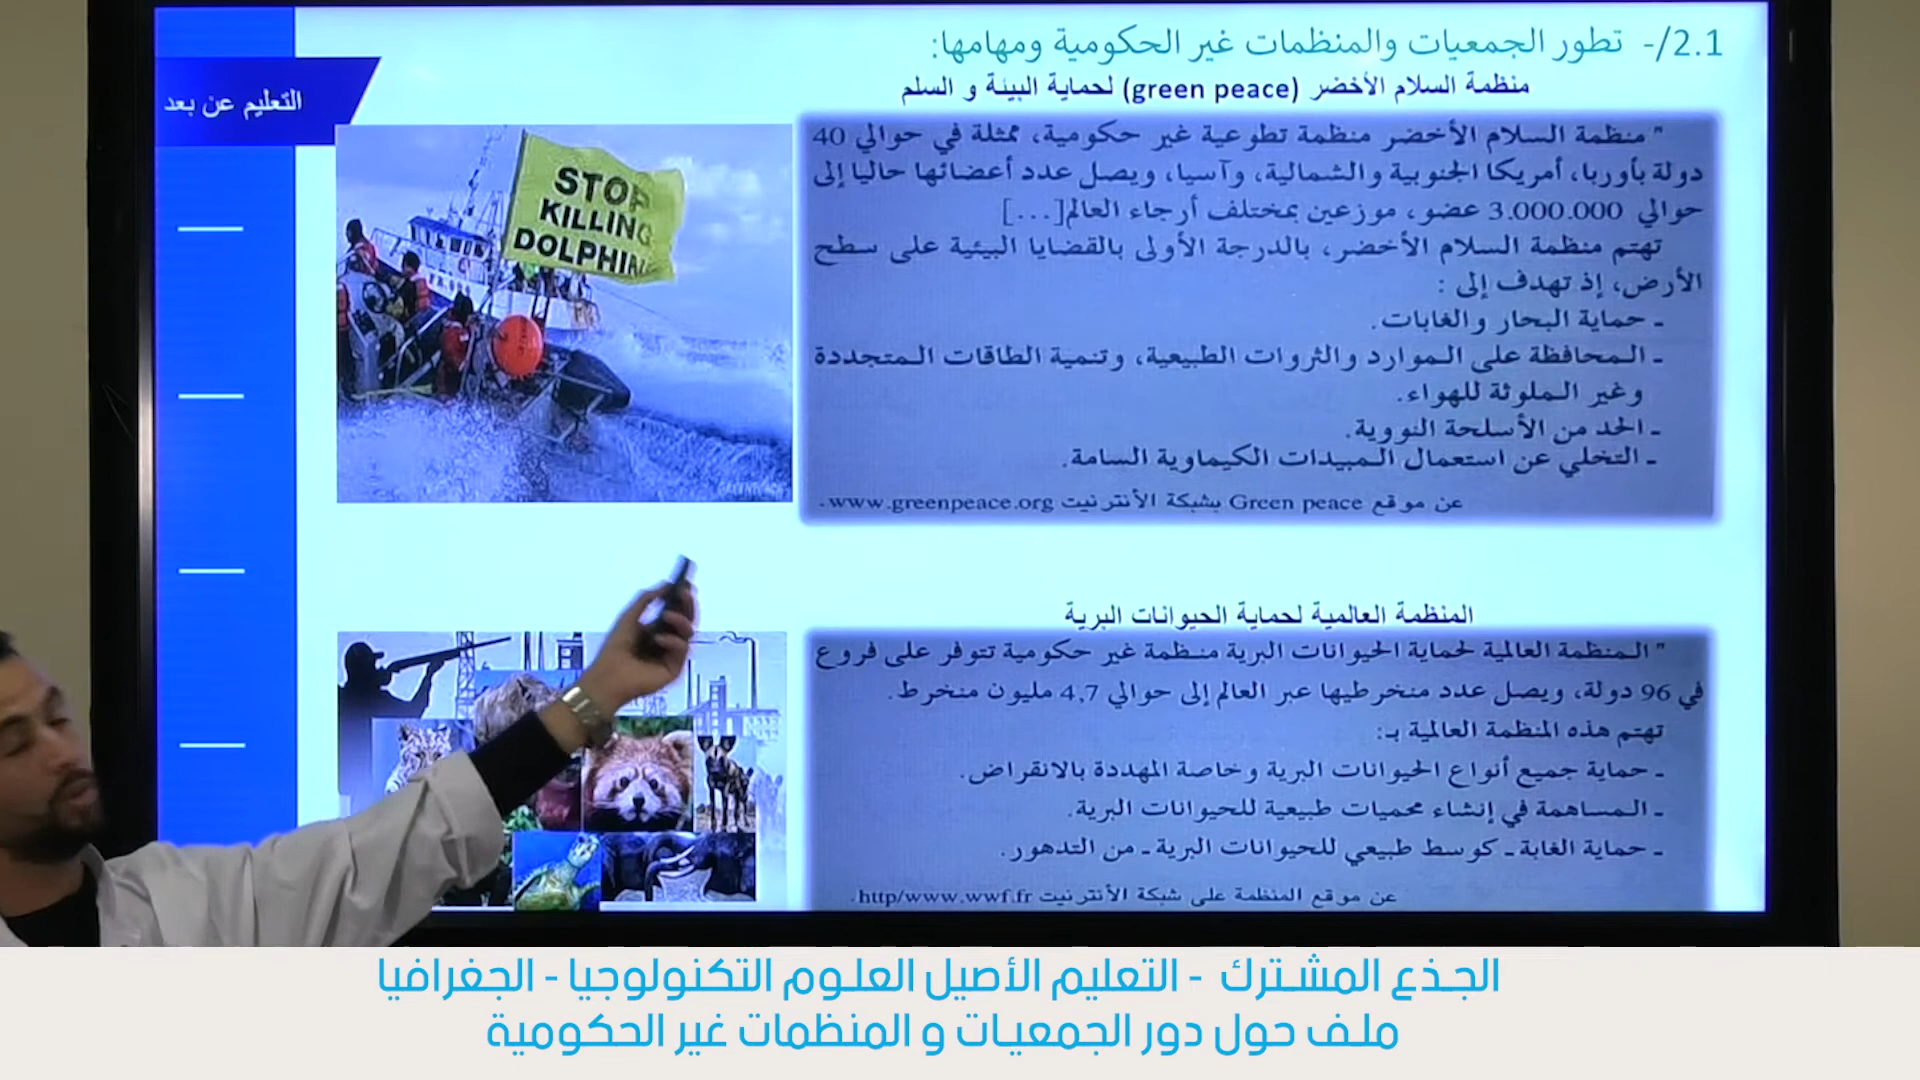 2.1/- تطور الجمعيات والمنظمات غير الحكومية ومهامها:
منظمة السلام الأخضر (green peace) لحماية البيئة و السلم
التعليم عن بعد
STOP
KILLING
DOLPHIN
" منظمة السلام الأخضر منظمة تطوعية غير حكومية، ممثلة في حوالي 40
دولة بأوربا، أمريكا الجنوبية والشمالية، وآسيا، ويصل عدد أعضائها حاليا إلى
حوالي 3.000.000 عضو، موزعين بمختلف أرجاء العالم[...]
تهتم منظمة السلام الأخضر، بالدرجة الأولى بالقضايا البيئية على سطح
الأرض، إذ تهدف إلى :
ـ حماية البحار والغابات.
ـ المحافظة على الموارد والثروات الطبيعية، وتنمية الطاقات المتجددة
وغير الملوثة للهواء.
ـ الحد من الأسلحة النووية.
ـ التخلي عن استعمال المبيدات الكيماوية السامة.
عن موقع Green peace بشبكة الأنترنيت www.greenpeace.org.
المنظمة العالمية لحماية الحيوانات البرية
" المنظمة العالمية لحماية الحيوانات البرية منظمة غير حكومية تتوفر على فروع
في 96 دولة، ويصل عدد منخرطيها عبر العالم إلى حوالي 4,7 مليون منخرط.
تهتم هذه المنظمة العالمية بـ:
ـ حماية جميع أنواع الحيوانات البرية وخاصة المهددة بالانقراض.
ـ المساهمة في إنشاء محميات طبيعية للحيوانات البرية.
ـ حماية الغابة ـ كوسط طبيعي للحيوانات البرية ـ من التدهور.
عن موقع المنظمة على شبكة الأنترنيت http/www.wwf.fr.
الجذع المشترك - التعليم الأصيل العلوم التكنولوجيا - الجغرافيا
ملف حول دور الجمعيات و المنظمات غير الحكومية